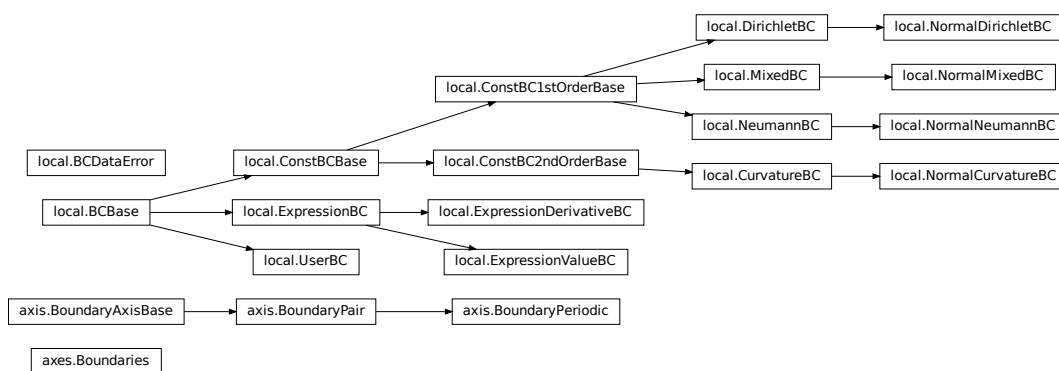 local.DirichletBC
local.NormalDirichletBC
local.MixedBC
local.NormalMixedBC
local.ConstBC1stOrderBase
local.NeumannBC
local.NormalNeumannBC
local.BCDataError
local.ConstBCBase
local.ConstBC2ndOrderBase
local.CurvatureBC
local.NormalCurvatureBC
local.BCBase
local.ExpressionBC
local.ExpressionDerivativeBC
local.UserBC
local.ExpressionValueBC
axis.BoundaryAxisBase
axis.BoundaryPair
axis.BoundaryPeriodic
axes.Boundaries